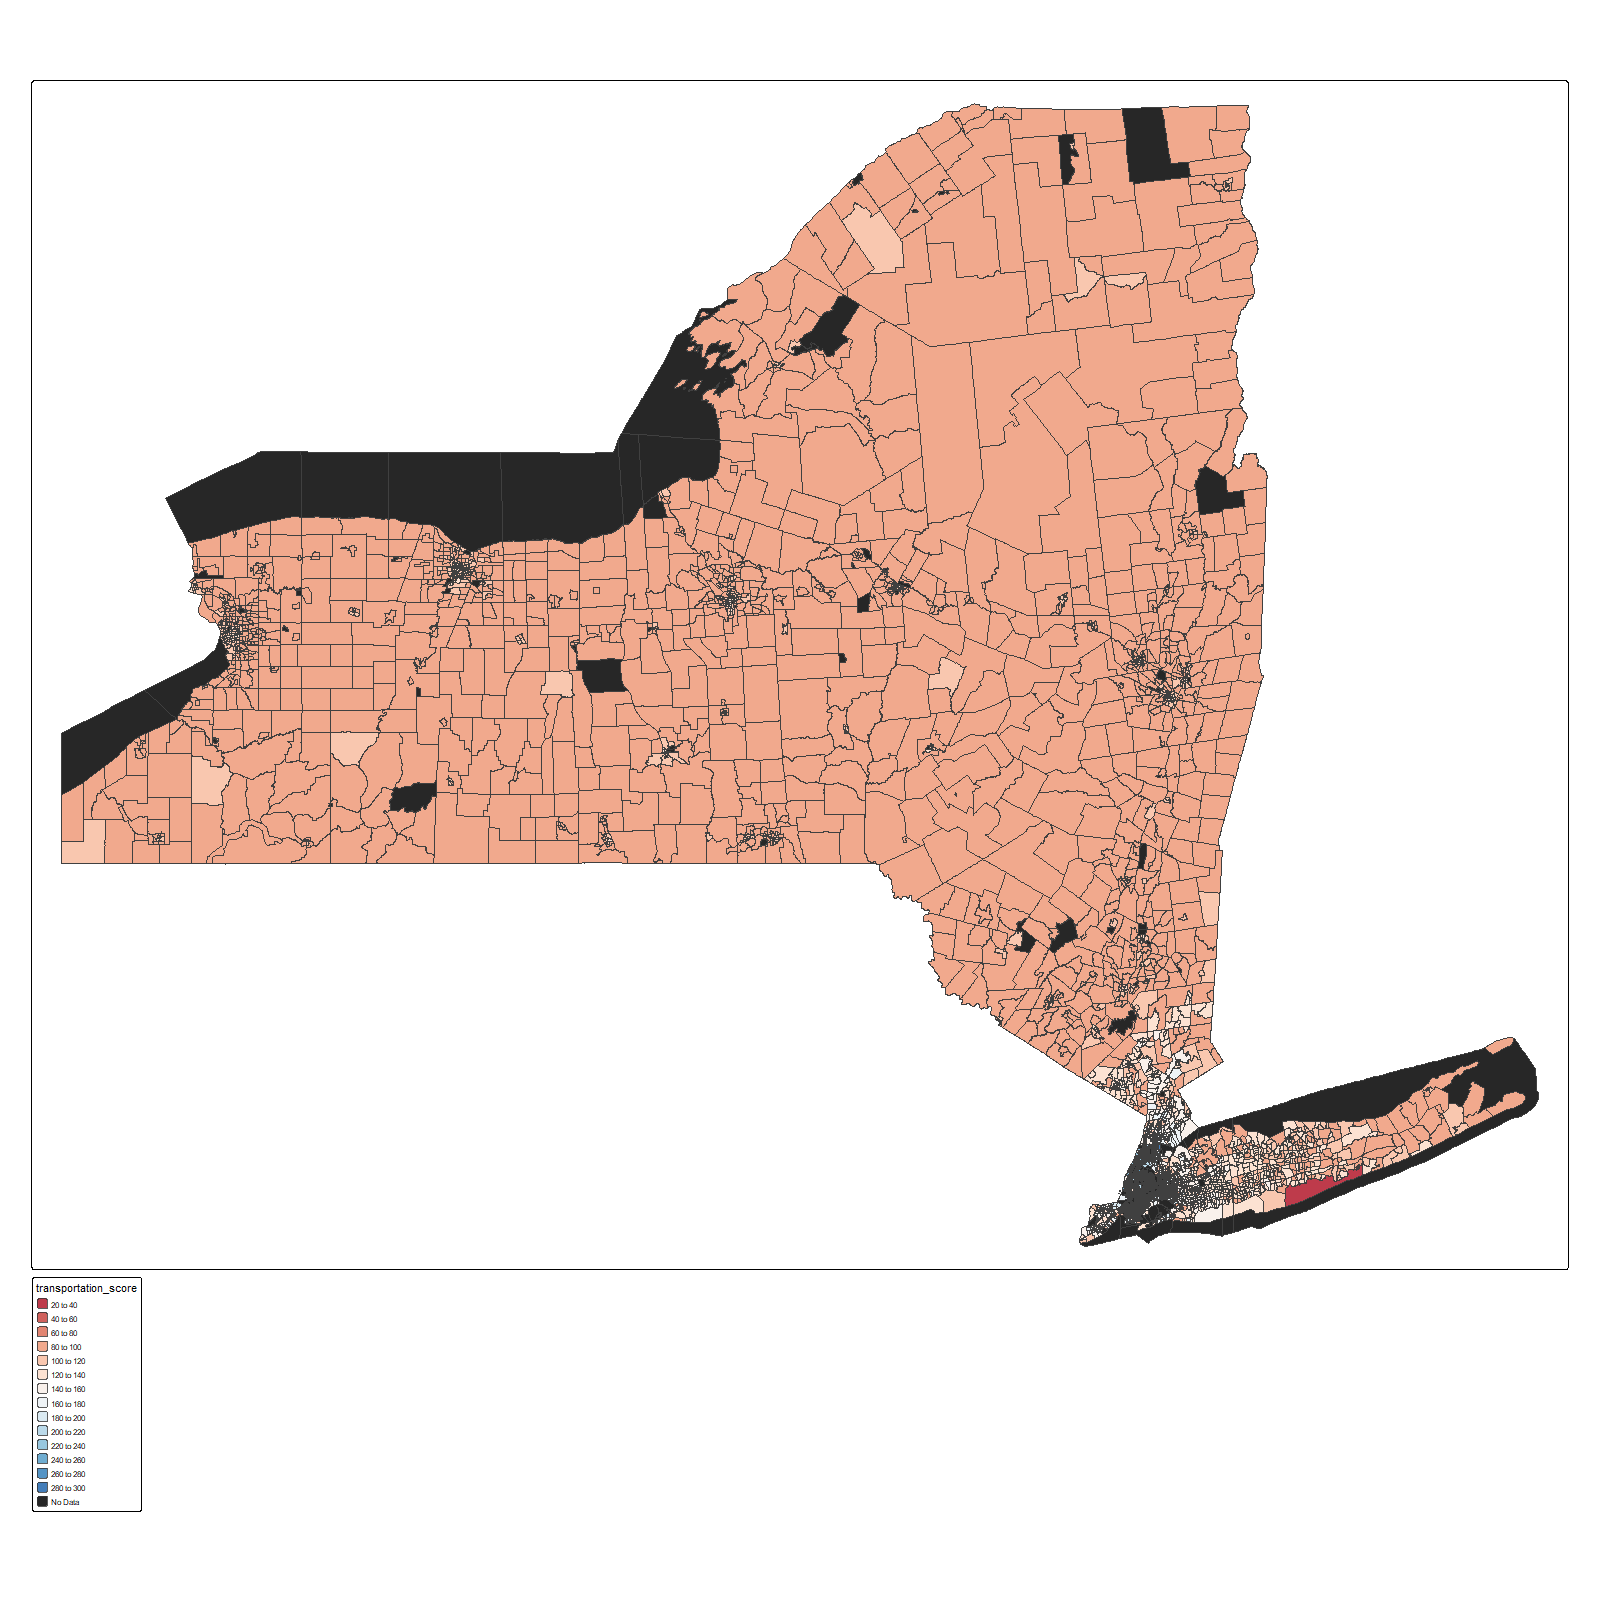 transportation_score
20 to 40
40 to 60
60 to 80
80 to 100
100 to 120
120 to 140
140 to 160
160 to 180
180 to 200
200 to 220
220 to 240
240 to 260
260 to 280
280 to 300
No Data